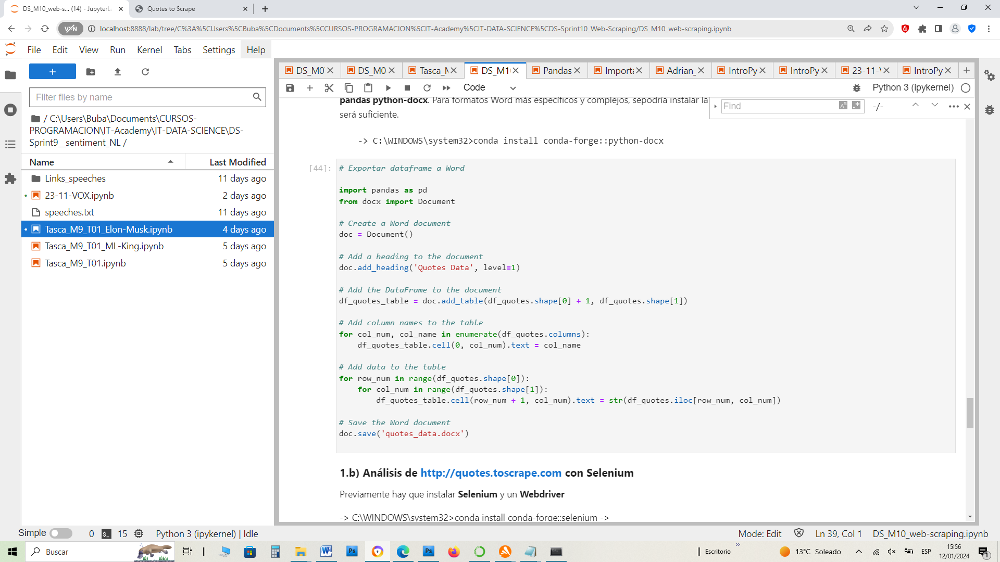 DS_M10_web-s... (14) - JupyterLa
Quotes to Scrape
VPN
localhost:8888/lab/tree/C%3A%5CUsers%5CBuba%5CDocuments%5CCURSOS-PROGRAMACION%5CIT-Academy%5CIT-DATA-SCIENCE%5CDS-Sprint10_Web-Scraping/DS_M10_web-scraping.ipynb
File Edit View Run Kernel Tabs Settings Help
DS_M0 DS_M0 Tasca_M DS_M1 Pandas Importa Adrian_ IntroPy IntroPy 23-11-V IntroPy
Code
Python 3 (ipykernel)
Filter files by name
/ C:\Users\Buba\Documents\CURSOS-
PROGRAMACION\IT-Academy\IT-DATA-SCIENCE\DS-
Sprint9__sentiment_NL /
Name Last Modified
Links_speeches 11 days ago
23-11-VOX.ipynb 2 days ago
speeches.txt 11 days ago
Tasca_M9_T01_Elon-Musk.ipynb 4 days ago
Tasca_M9_T01_ML-King.ipynb 5 days ago
Tasca_M9_T01.ipynb 5 days ago
Find
-/-
pandas python-docx. Para formatos Word más específicos y complejos, sepodría instalar la
será suficiente.
-> C:\WINDOWS\system32>conda install conda-forge::python-docx
[44]:
# Exportar dataframe a Word
import pandas as pd
from docx import Document
# Create a Word document
doc = Document()
# Add a heading to the document
doc.add_heading('Quotes Data', level=1)
# Add the DataFrame to the document
df_quotes_table = doc.add_table(df_quotes.shape[0] + 1, df_quotes.shape[1])
# Add column names to the table
for col_num, col_name in enumerate(df_quotes.columns):
df_quotes_table.cell(0, col_num).text = col_name
# Add data to the table
for row_num in range(df_quotes.shape[0]):
for col_num in range(df_quotes.shape[1]):
df_quotes_table.cell(row_num + 1, col_num).text = str(df_quotes.iloc[row_num, col_num])
# Save the Word document
doc.save('quotes_data.docx')
1.b) Análisis de http://quotes.toscrape.com con Selenium
Previamente hay que instalar Selenium y un Webdriver
-> C:\WINDOWS\system32>conda install conda-forge::selenium ->
Simple 0 15 Python 3 (ipykernel) | Idle
Mode: Edit Ln 39, Col 1 DS_M10_web-scraping.ipynb
Buscar
Escritorio
13°C Soleado
ESP
15:56
12/01/2024
1